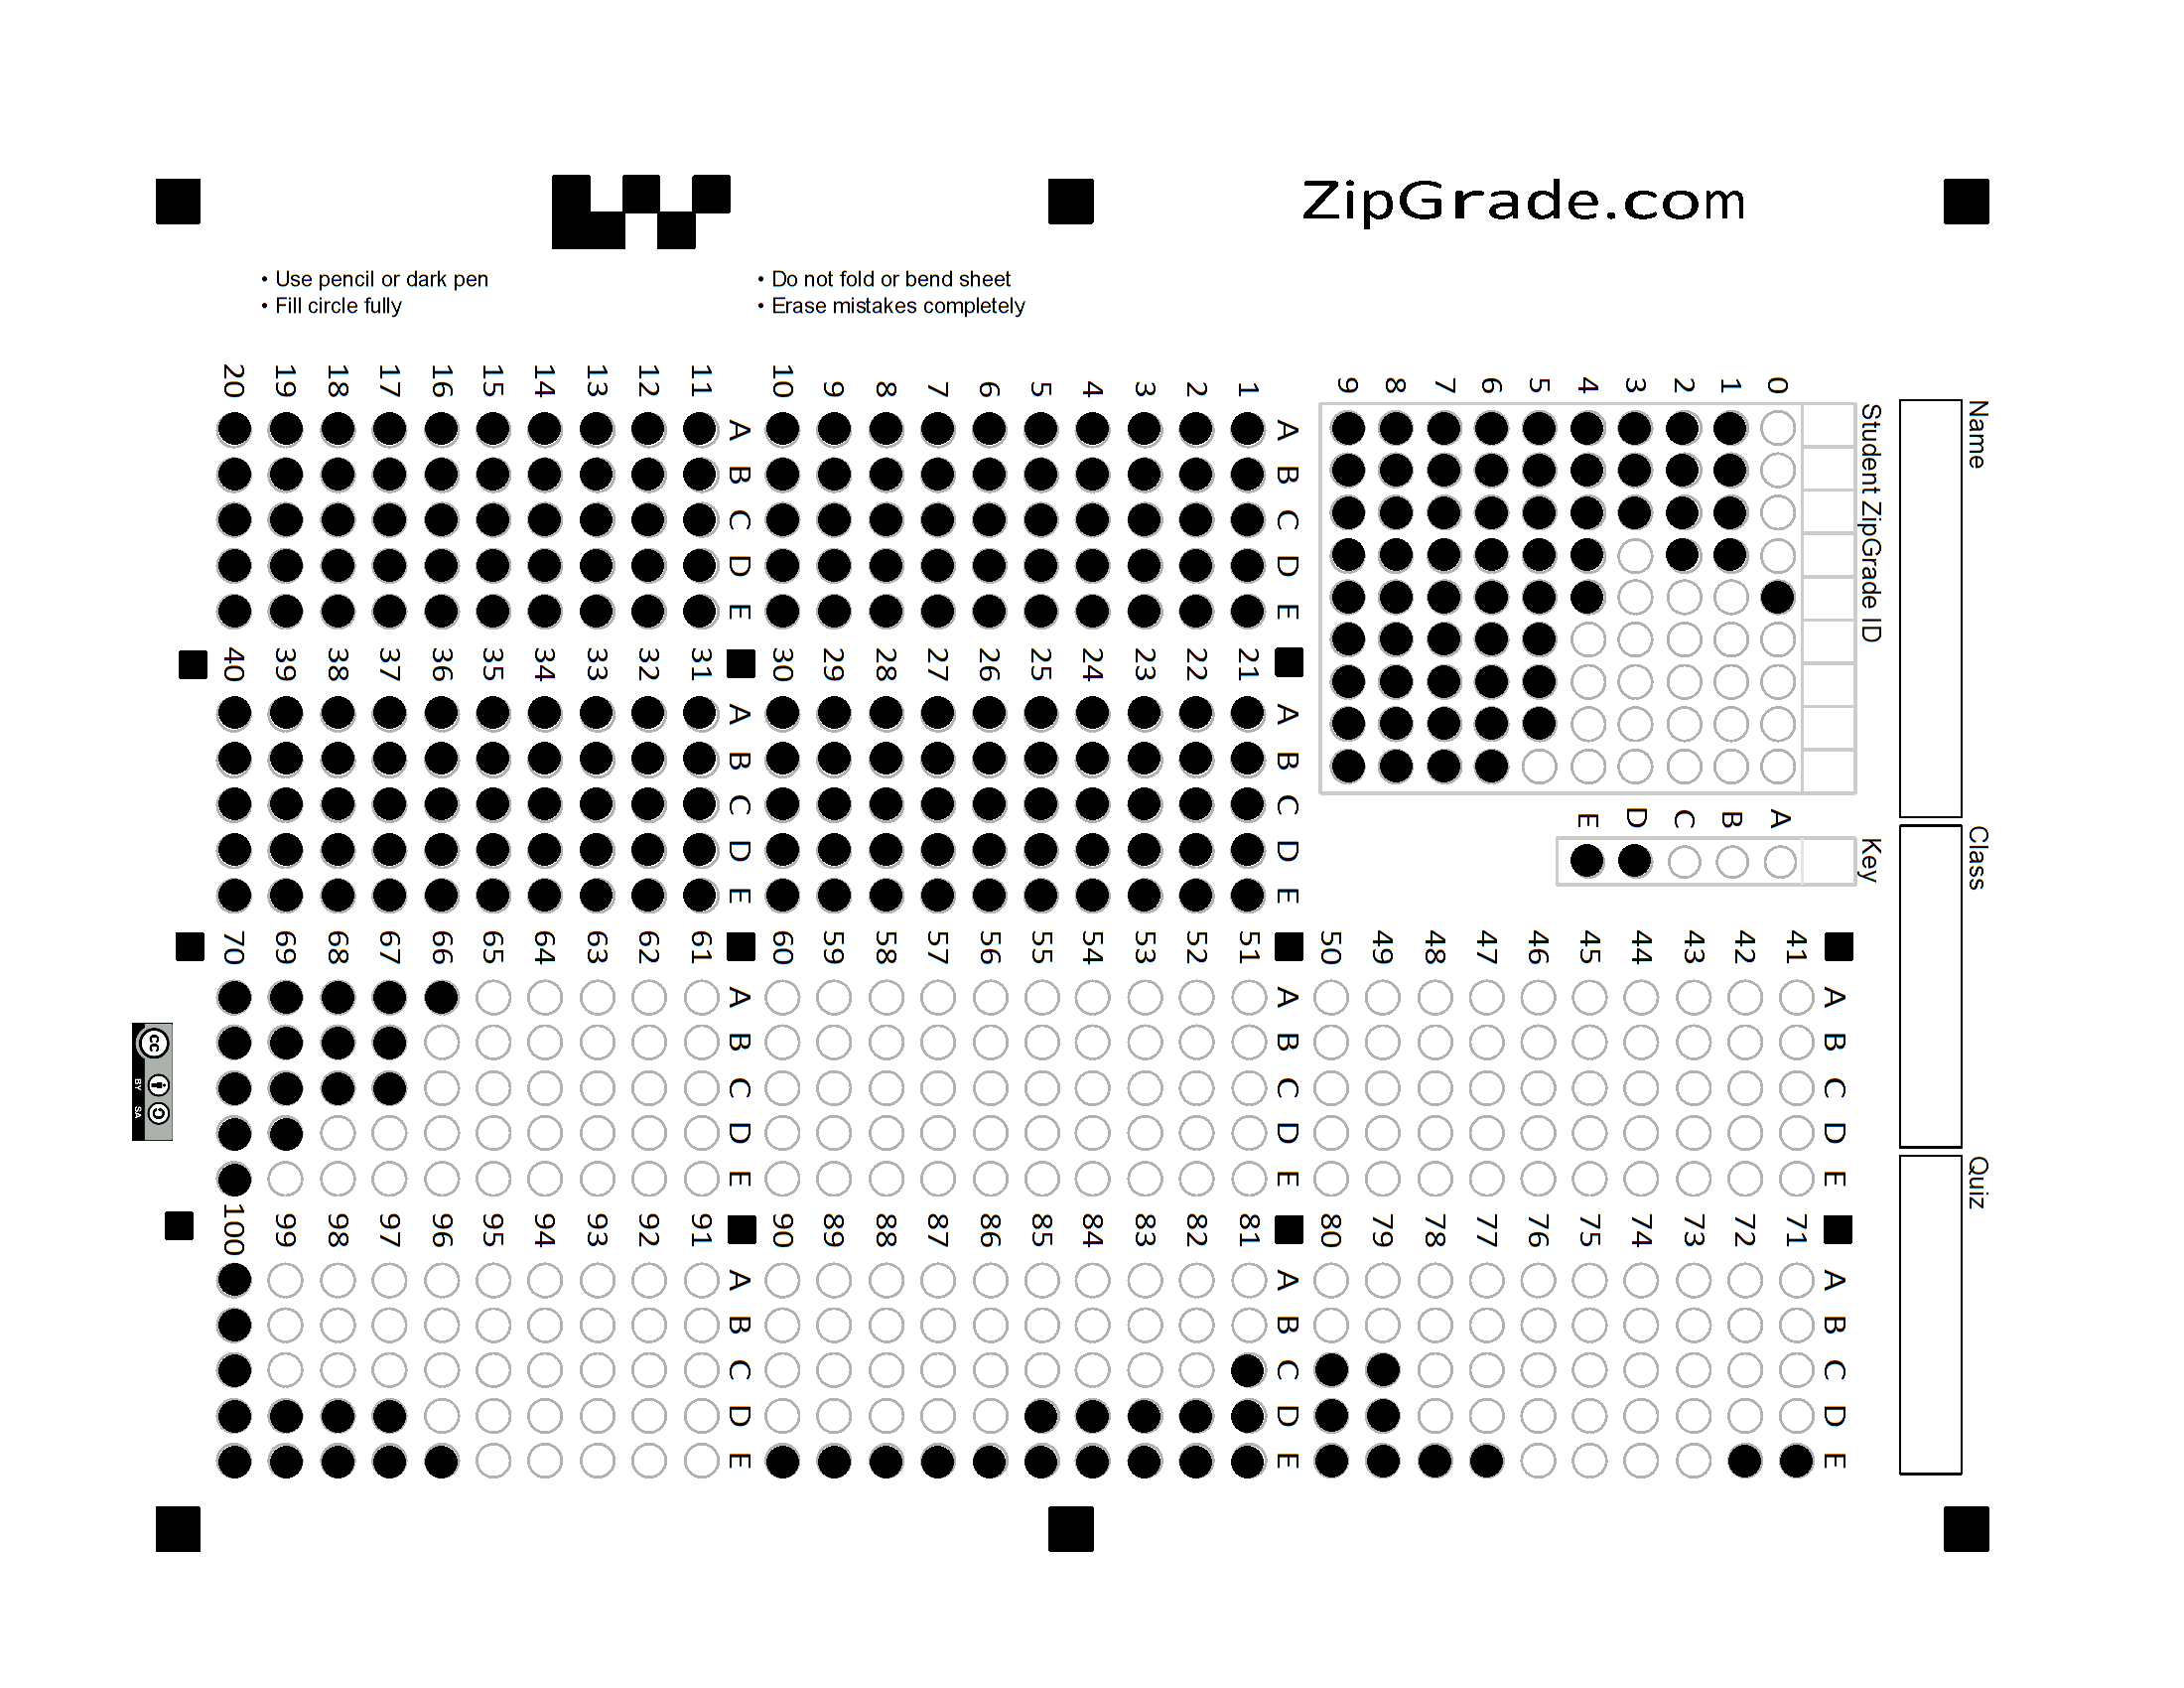 ZipGrade.com
• Use pencil or dark pen
• Fill circle fully
• Do not fold or bend sheet
• Erase mistakes completely
Name
Class
Quiz
Student ZipGrade ID
0 1 2 3 4 5 6 7 8 9
Key
A B C D E
A B C D E
1 2 3 4 5 6 7 8 9 10
A B C D E
11 12 13 14 15 16 17 18 19 20
A B C D E
21 22 23 24 25 26 27 28 29 30
A B C D E
31 32 33 34 35 36 37 38 39 40
A B C D E
41 42 43 44 45 46 47 48 49 50
A B C D E
51 52 53 54 55 56 57 58 59 60
A B C D E
61 62 63 64 65 66 67 68 69 70
A B C D E
71 72 73 74 75 76 77 78 79 80
A B C D E
81 82 83 84 85 86 87 88 89 90
A B C D E
91 92 93 94 95 96 97 98 99 100
cc
BY SA